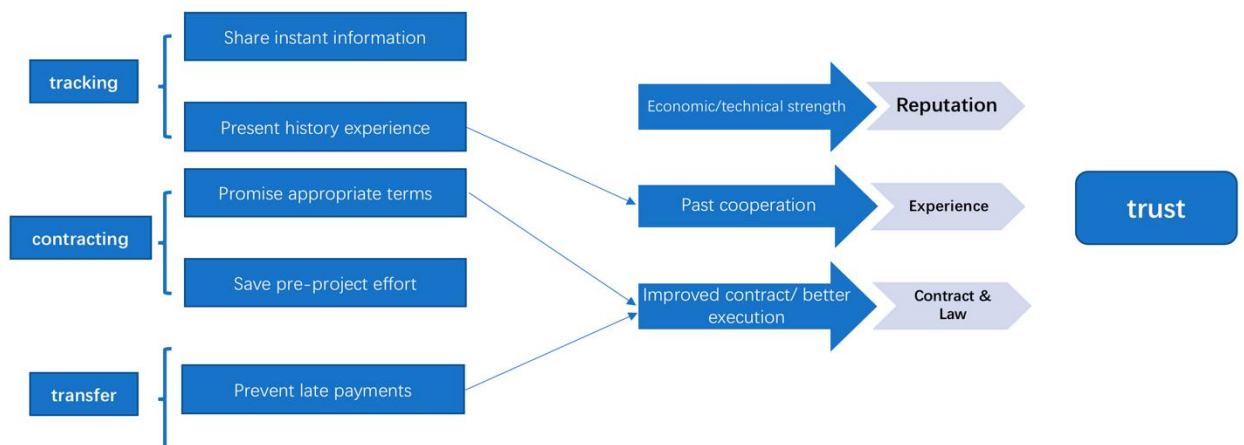 tracking
Share instant information
Present history experience
contracting
Promise appropriate terms
Save pre-project effort
transfer
Prevent late payments
Economic/technical strength
Reputation
Past cooperation
Experience
Improved contract/ better
execution
Contract &
Law
trust